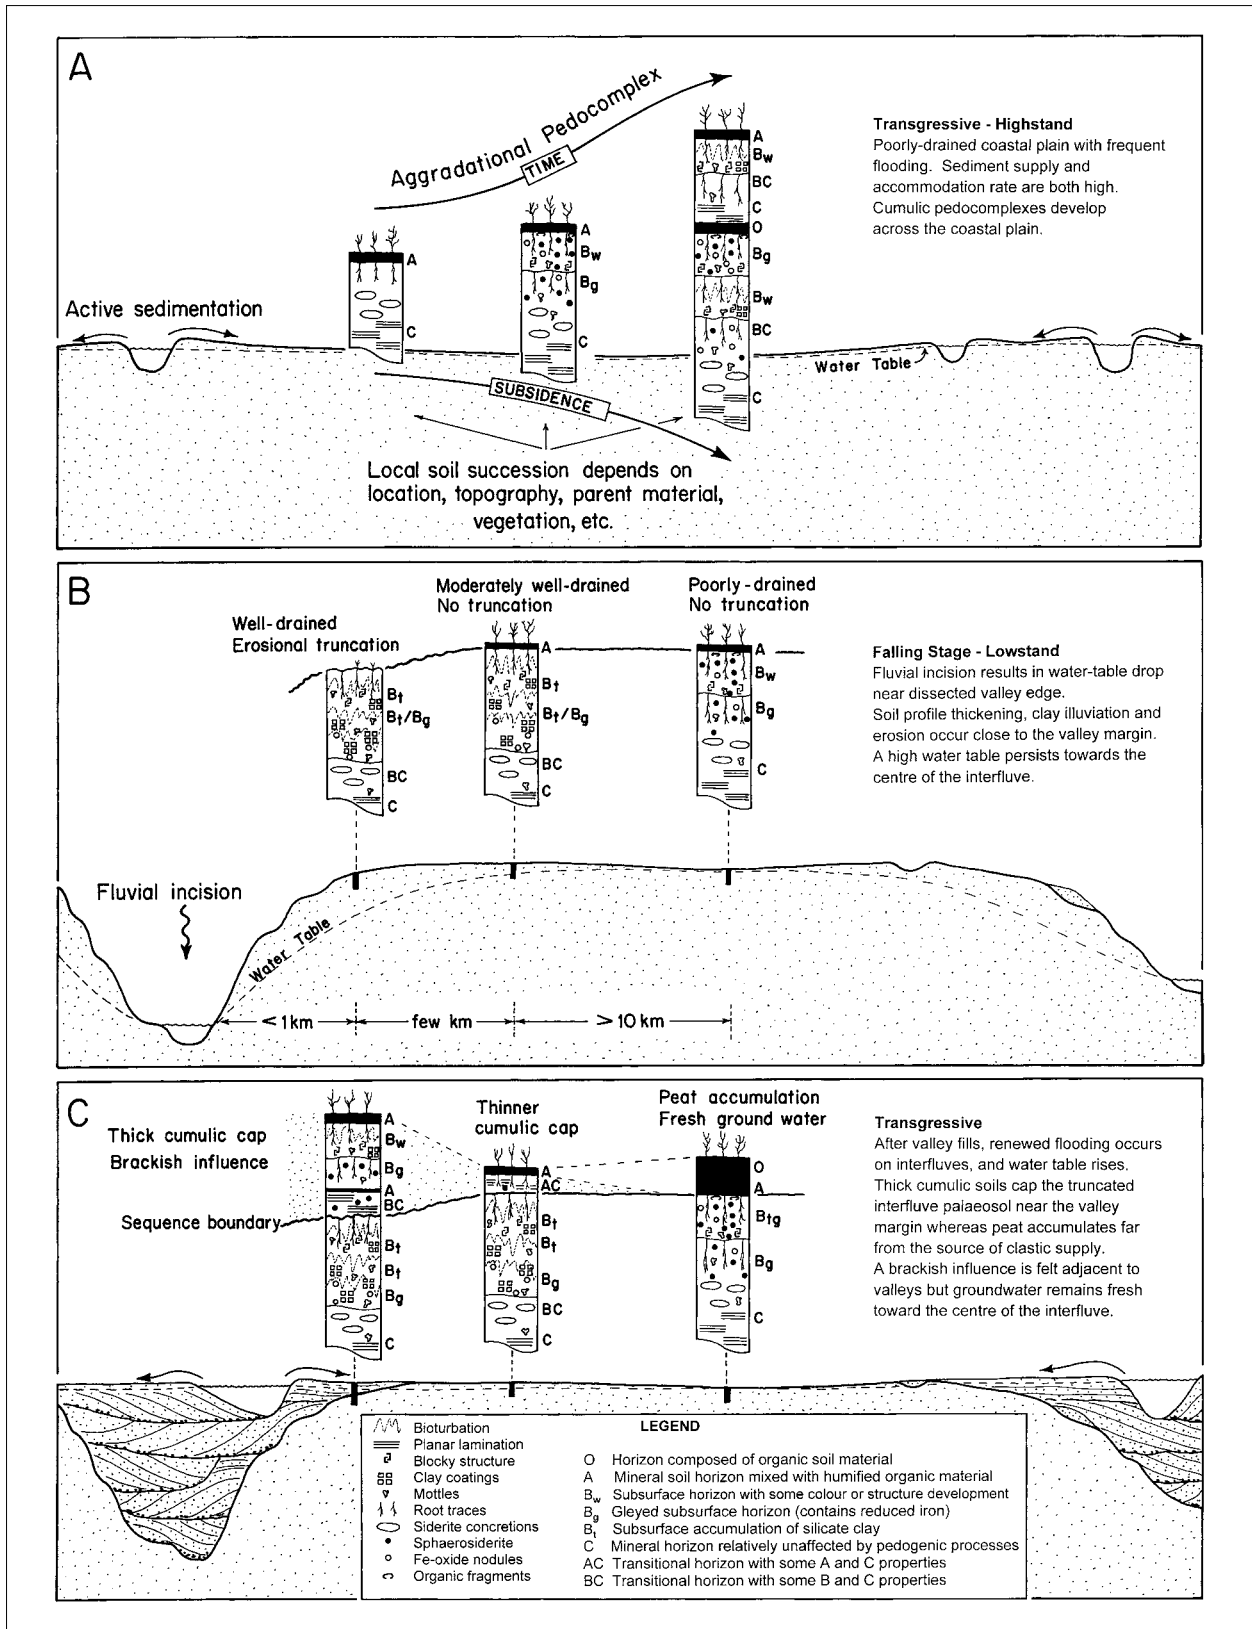 A
Aggradational Pedocomplex
TIME
Transgressive - Highstand
Poorly-drained coastal plain with frequent
flooding. Sediment supply and
accommodation rate are both high.
Cumulic pedocomplexes develop
across the coastal plain.
A
C
A
Bw
Bg
C
A
Bw
BC
C
O
Bg
Bw
BC
C
Active sedimentation
Water Table
SUBSIDENCE
Local soil succession depends on
location, topography, parent material,
vegetation, etc.
B
Well-drained
Erosional truncation
Moderately well-drained
No truncation
Poorly-drained
No truncation
Bt
Bt/Bg
BC
C
A
Bt
Bt/Bg
BC
C
A
Bw
Bg
C
Falling Stage - Lowstand
Fluvial incision results in water-table drop
near dissected valley edge.
Soil profile thickening, clay illuviation and
erosion occur close to the valley margin.
A high water table persists towards the
centre of the interfluve.
Fluvial incision
Water Table
< 1km
few km
> 10 km
C
Thick cumulic cap
Brackish influence
Sequence boundary
Thinner
cumulic cap
Peat accumulation
Fresh ground water
A
Bw
Bg
A
BC
Bt
Bt
Bg
C
A
AC
Bt
Bt
Bg
BC
C
O
A
Btg
Bg
C
Transgressive
After valley fills, renewed flooding occurs
on interfluves, and water table rises.
Thick cumulic soils cap the truncated
interfluve paiaeosol near the valley
margin whereas peat accumulates far
from the source of clastic supply.
A brackish influence is felt adjacent to
valleys but groundwater remains fresh
toward the centre of the interfluve.
LEGEND
Bioturbation
Planar lamination
Blocky structure
Clay coatings
Mottles
Root traces
Siderite concretions
Sphaerosiderite
Fe-oxide nodules
Organic fragments
O Horizon composed of organic soil material
A Mineral soil horizon mixed with humified organic material
Bw Subsurface horizon with some colour or structure development
Bg Gleyed subsurface horizon (contains reduced iron)
Bt Subsurface accumulation of silicate clay
C Mineral horizon relatively unaffected by pedogenic processes
AC Transitional horizon with some A and C properties
BC Transitional horizon with some B and C properties